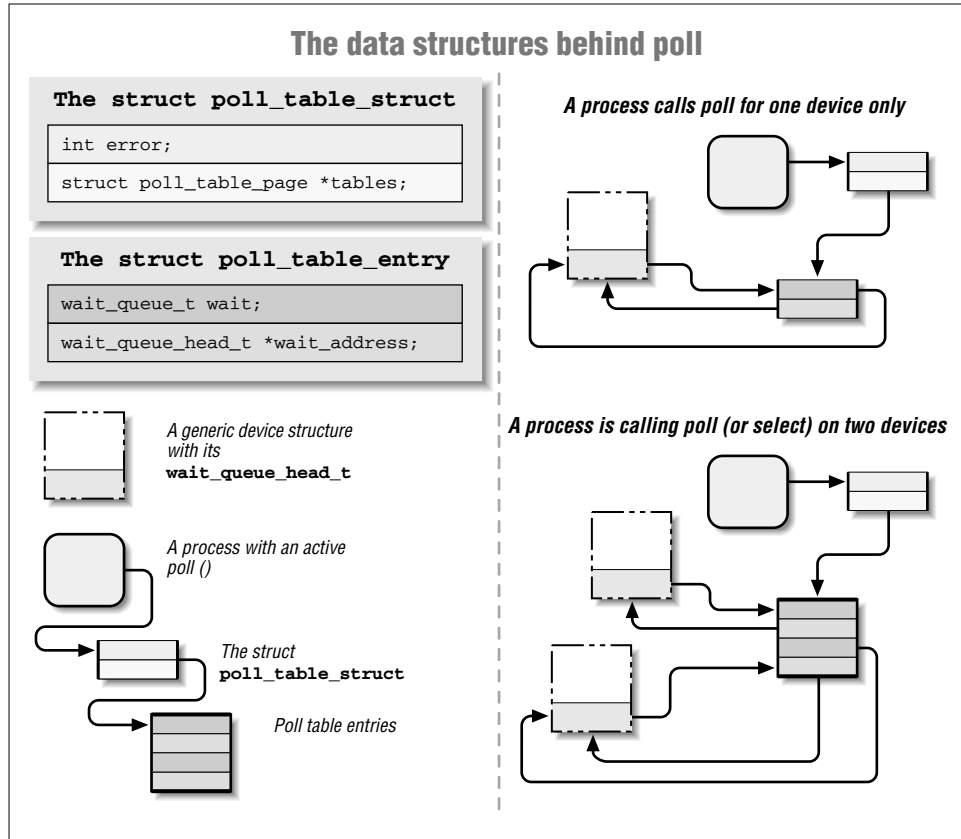 The data structures behind poll
The struct poll_table_struct
int error;
struct poll_table_page *tables;
The struct poll_table_entry
wait_queue_t wait;
wait_queue_head_t *wait_address;
A generic device structure
with its
wait_queue_head_t
A process with an active
poll ()
The struct
poll_table_struct
Poll table entries
A process calls poll for one device only
A process is calling poll (or select) on two devices